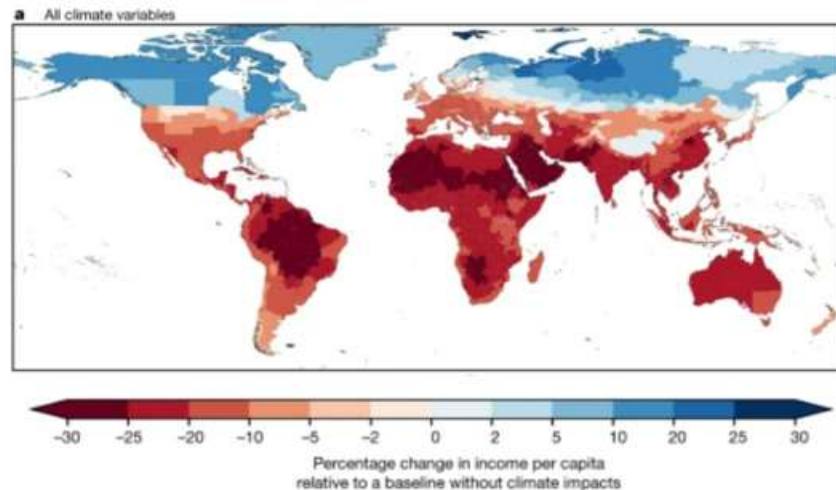 a All climate variables
–30 –25 –20 –10 –5 –2 0 2 5 10 20 25 30
Percentage change in income per capita
relative to a baseline without climate impacts